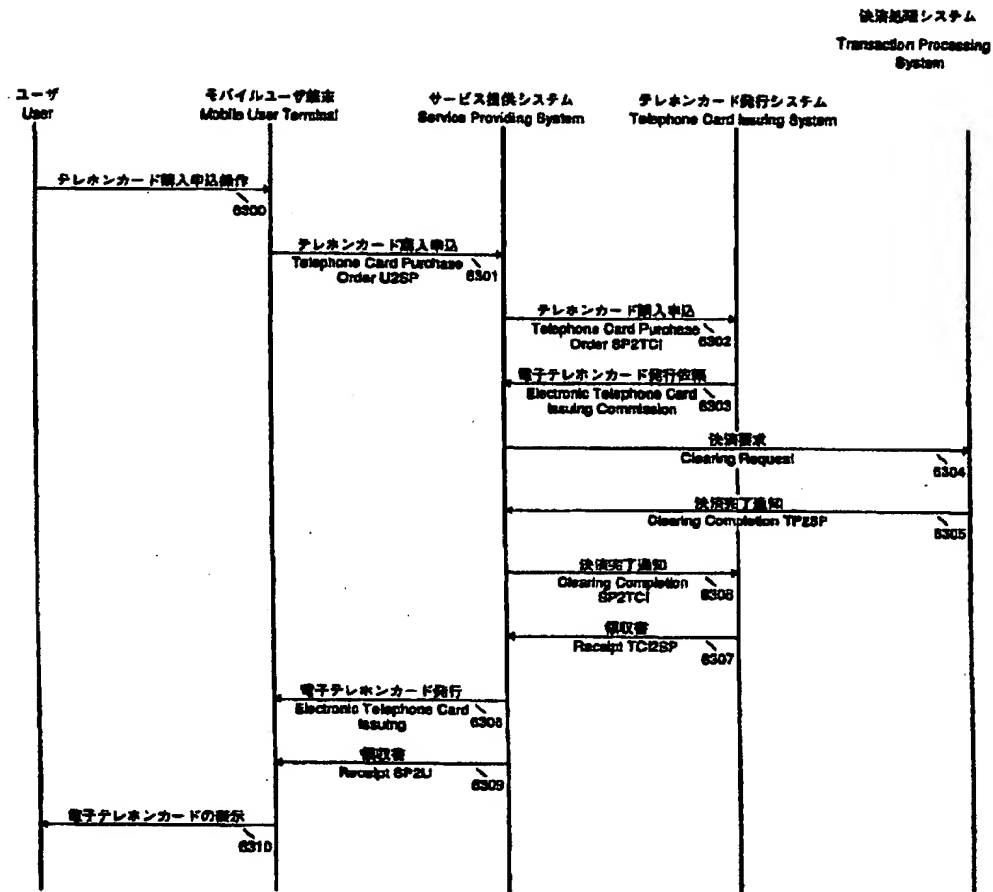 決済処理システム
Transaction Processing
System
ユーザ
User
モバイルユーザ端末
Mobile User Terminal
サービス提供システム
Service Providing System
テレホンカード発行システム
Telephone Card Issuing System
テレホンカード購入申込操作
6300
テレホンカード購入申込
Telephone Card Purchase
Order U2SP
6301
テレホンカード購入申込
Telephone Card Purchase
Order SP2TCI
6302
電子テレホンカード発行依頼
Electronic Telephone Card
Issuing Commission
6303
決済要求
Clearing Request
6304
決済完了通知
Clearing Completion TP2SP
6305
決済完了通知
Clearing Completion
SP2TCI
6306
領収書
Receipt TCI2SP
6307
電子テレホンカード発行
Electronic Telephone Card
Issuing
6308
領収書
Receipt SP2U
6309
電子テレホンカードの表示
6310